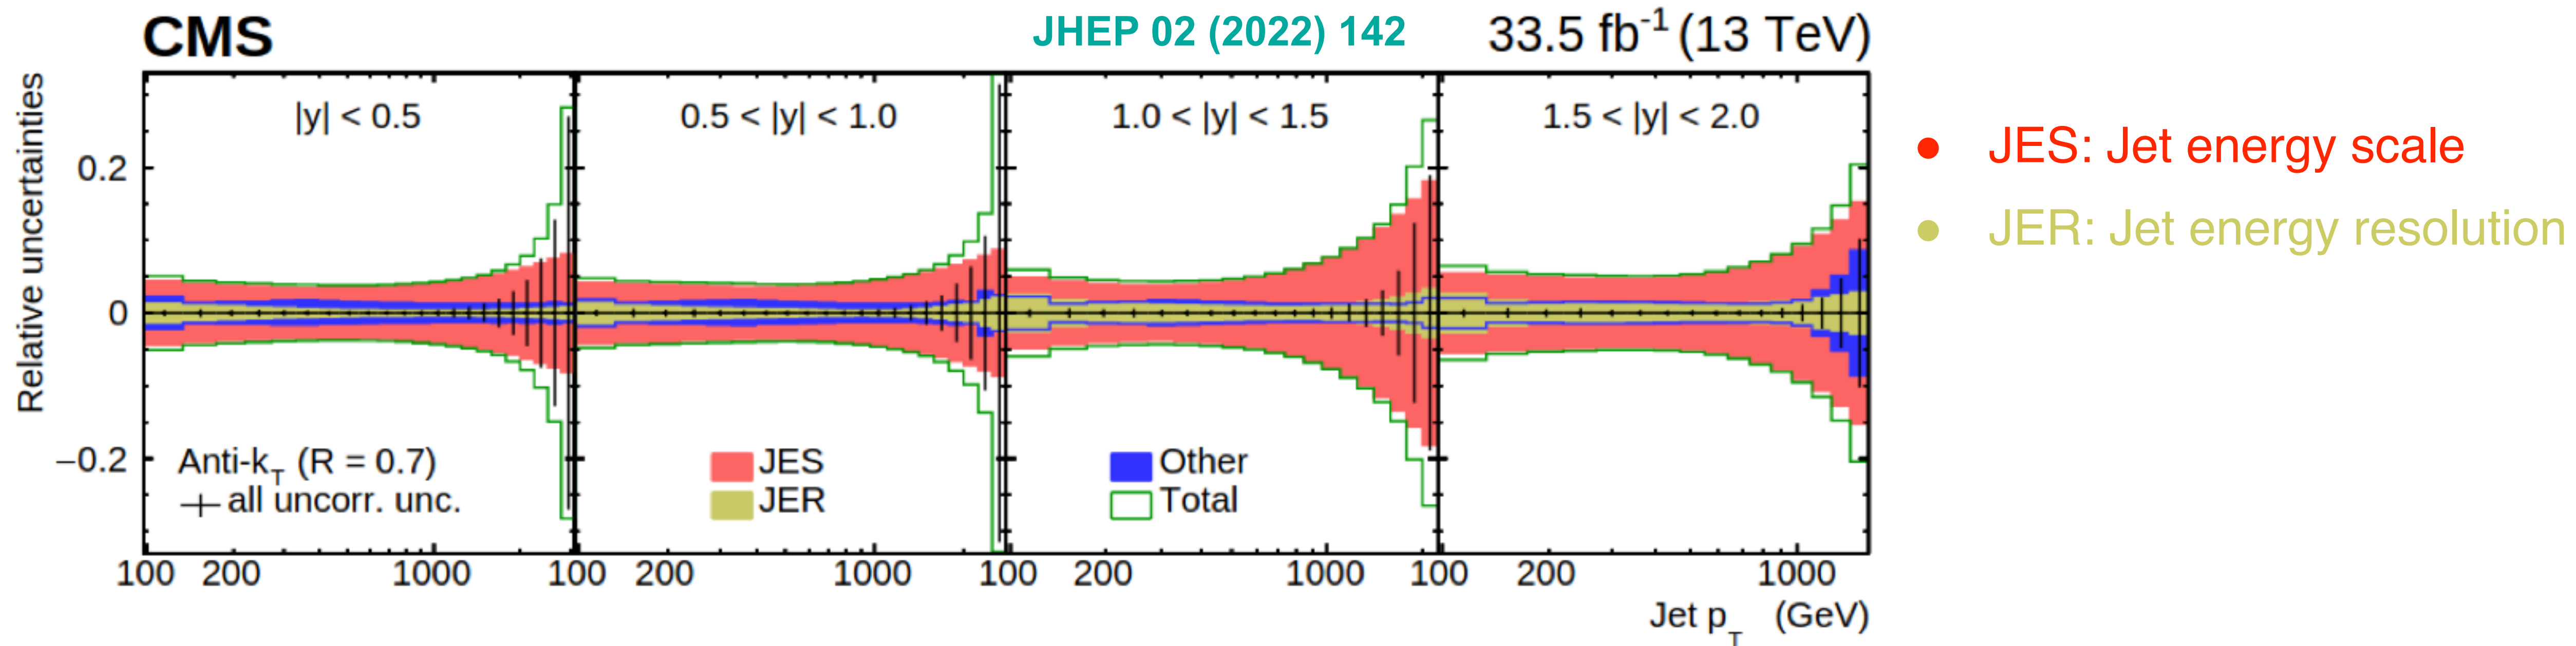 CMS JHEP 02 (2022) 142 33.5 fb⁻¹ (13 TeV)
Relative uncertainties
|y| < 0.5 0.5 < |y| < 1.0 1.0 < |y| < 1.5 1.5 < |y| < 2.0
0.2
0
−0.2
Anti-k_T (R = 0.7)
all uncorr. unc.
JES
JER
Other
Total
100 200 1000 100 200 1000 100 200 1000 100 200 1000
Jet p_T (GeV)
● JES: Jet energy scale
● JER: Jet energy resolution